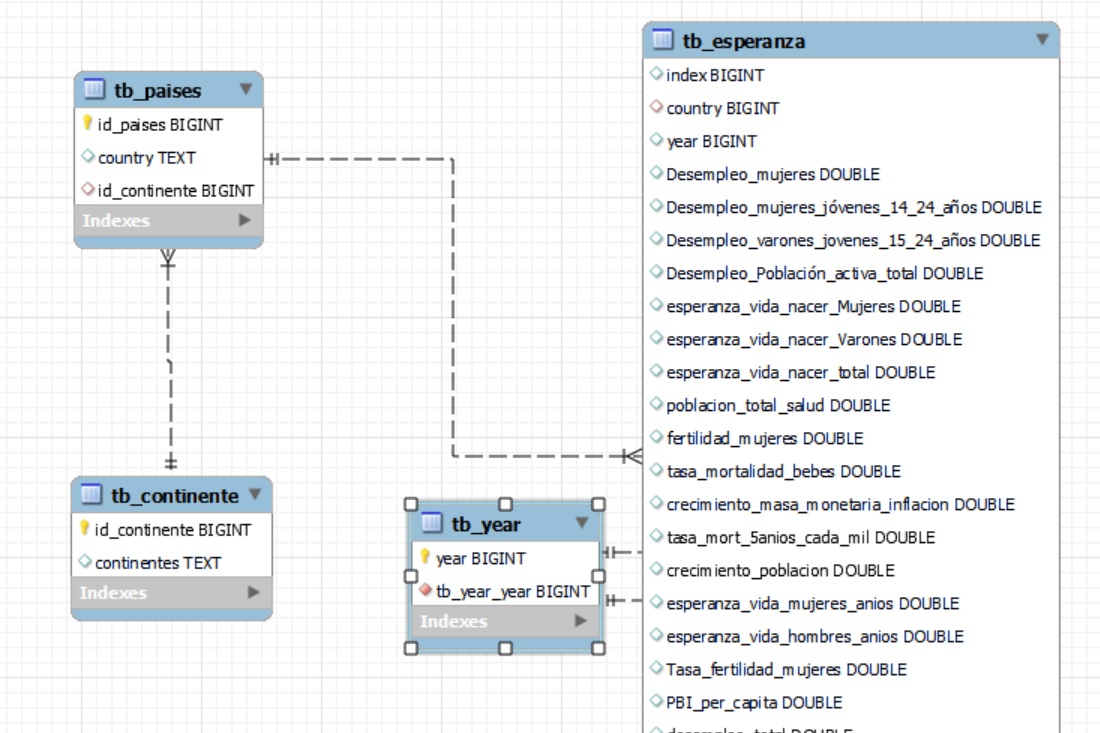 tb_paises
id_paises BIGINT
country TEXT
id_continente BIGINT
Indexes
tb_continente
id_continente BIGINT
continentes TEXT
Indexes
tb_year
year BIGINT
tb_year_year BIGINT
Indexes
tb_esperanza
index BIGINT
country BIGINT
year BIGINT
Desempleo_mujeres DOUBLE
Desempleo_mujeres_jóvenes_14_24_años DOUBLE
Desempleo_varones_jovenes_15_24_años DOUBLE
Desempleo_Población_activa_total DOUBLE
esperanza_vida_nacer_Mujeres DOUBLE
esperanza_vida_nacer_Varones DOUBLE
esperanza_vida_nacer_total DOUBLE
poblacion_total_salud DOUBLE
fertilidad_mujeres DOUBLE
tasa_mortalidad_bebes DOUBLE
crecimiento_masa_monetaria_inflacion DOUBLE
tasa_mort_5anios_cada_mil DOUBLE
crecimiento_poblacion DOUBLE
esperanza_vida_mujeres_anios DOUBLE
esperanza_vida_hombres_anios DOUBLE
Tasa_fertilidad_mujeres DOUBLE
PBI_per_capita DOUBLE